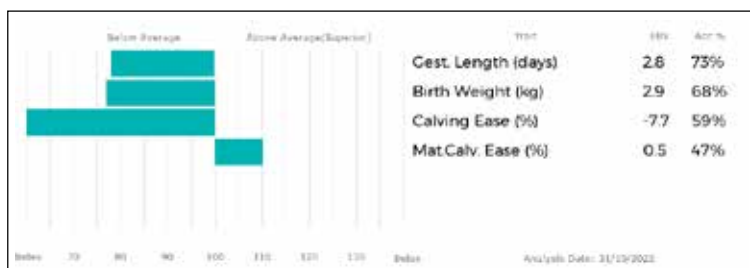 Below Average Above Average(Superior) Trait EBV Acc %
Gest. Length (days) 2.8 73%
Birth Weight (kg) 2.9 68%
Calving Ease (%) -7.7 59%
Mat.Calv. Ease (%) 0.5 47%
Index 70 80 90 100 110 120 130 Index Analysis Date: 31/10/2022